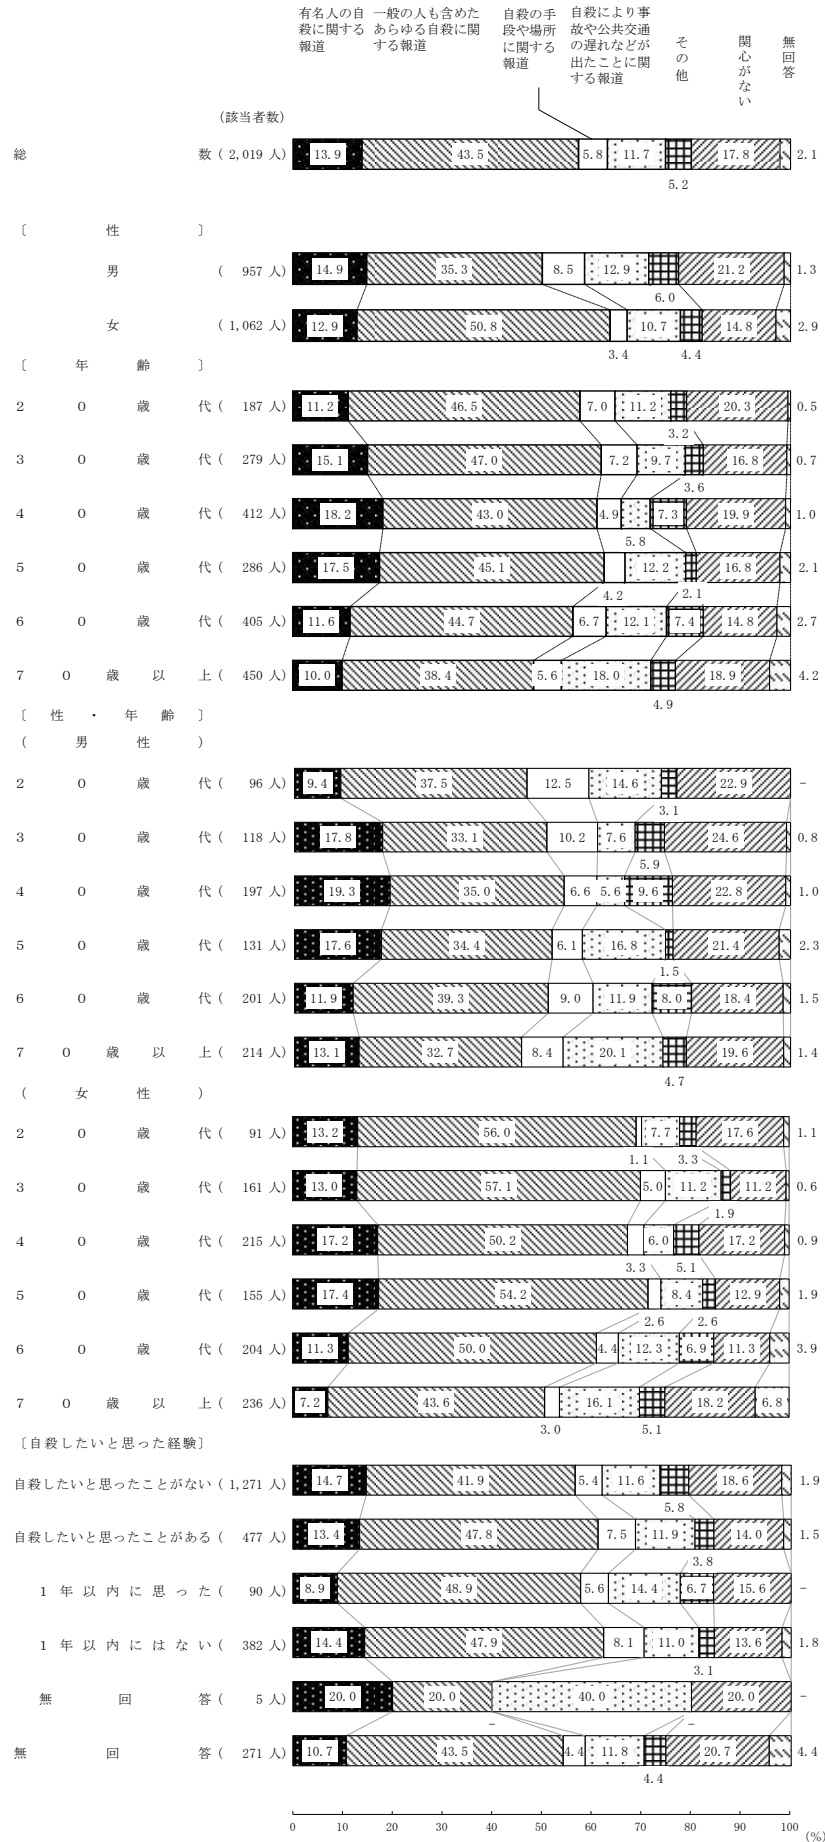 有名人の自
殺に関する
報道
一般の人も含めた
あらゆる自殺に関
する報道
自殺の手
段や場所
に関する
報道
自殺により事
故や公共交通
の遅れなどが
出たことに関
する報道
その他
関心がない
無回答
(該当者数)
総 数 ( 2,019 人) 13.9 43.5 5.8 11.7 17.8 2.1
5.2
〔 性 〕
男 ( 957 人) 14.9 35.3 8.5 12.9 21.2 1.3
6.0
女 ( 1,062 人) 12.9 50.8 10.7 14.8 2.9
3.4 4.4
〔 年 齢 〕
2 0 歳 代 ( 187 人) 11.2 46.5 7.0 11.2 20.3 0.5
3.2
3 0 歳 代 ( 279 人) 15.1 47.0 7.2 9.7 16.8 0.7
3.6
4 0 歳 代 ( 412 人) 18.2 43.0 4.9 7.3 19.9 1.0
5.8
5 0 歳 代 ( 286 人) 17.5 45.1 12.2 16.8 2.1
4.2 2.1
6 0 歳 代 ( 405 人) 11.6 44.7 6.7 12.1 7.4 14.8 2.7
7 0 歳 以 上 ( 450 人) 10.0 38.4 5.6 18.0 18.9 4.2
4.9
〔 性 ・ 年 齢 〕
( 男 性 )
2 0 歳 代 ( 96 人) 9.4 37.5 12.5 14.6 22.9 -
3.1
3 0 歳 代 ( 118 人) 17.8 33.1 10.2 7.6 24.6 0.8
5.9
4 0 歳 代 ( 197 人) 19.3 35.0 6.6 5.6 9.6 22.8 1.0
5 0 歳 代 ( 131 人) 17.6 34.4 6.1 16.8 21.4 2.3
1.5
6 0 歳 代 ( 201 人) 11.9 39.3 9.0 11.9 8.0 18.4 1.5
7 0 歳 以 上 ( 214 人) 13.1 32.7 8.4 20.1 19.6 1.4
4.7
( 女 性 )
2 0 歳 代 ( 91 人) 13.2 56.0 7.7 17.6 1.1
1.1 3.3
3 0 歳 代 ( 161 人) 13.0 57.1 5.0 11.2 11.2 0.6
1.9
4 0 歳 代 ( 215 人) 17.2 50.2 6.0 17.2 0.9
3.3 5.1
5 0 歳 代 ( 155 人) 17.4 54.2 8.4 12.9 1.9
2.6 2.6
6 0 歳 代 ( 204 人) 11.3 50.0 4.4 12.3 6.9 11.3 3.9
7 0 歳 以 上 ( 236 人) 7.2 43.6 16.1 18.2 6.8
3.0 5.1
〔自殺したいと思った経験〕
自殺したいと思ったことがない ( 1,271 人) 14.7 41.9 5.4 11.6 18.6 1.9
5.8
自殺したいと思ったことがある ( 477 人) 13.4 47.8 7.5 11.9 14.0 1.5
3.8
1 年 以 内 に 思 っ た ( 90 人) 8.9 48.9 5.6 14.4 6.7 15.6 -
1 年 以 内 に は な い ( 382 人) 14.4 47.9 8.1 11.0 13.6 1.8
3.1
無 回 答 ( 5 人) 20.0 20.0 40.0 20.0 -
- -
無 回 答 ( 271 人) 10.7 43.5 4.4 11.8 20.7 4.4
4.4
0 10 20 30 40 50 60 70 80 90 100
(%)